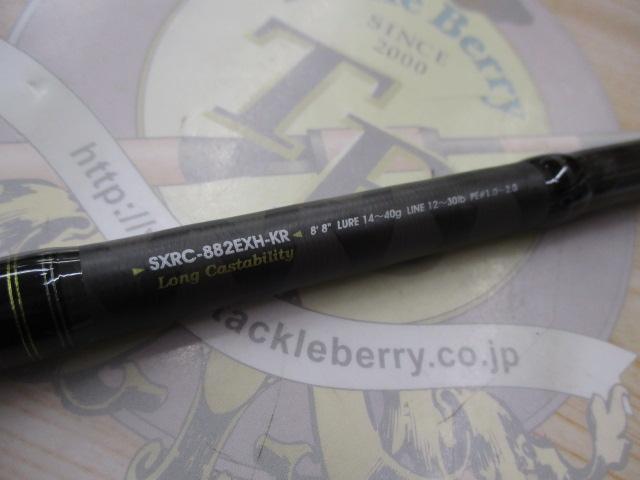 Berry
SINCE
2000
T
http://
SXRC-882EXH-KR 8' 8" LURE 14~40g LINE 12~30lb PE#1.0~2.0
Long Castability
tackleberry.co.jp